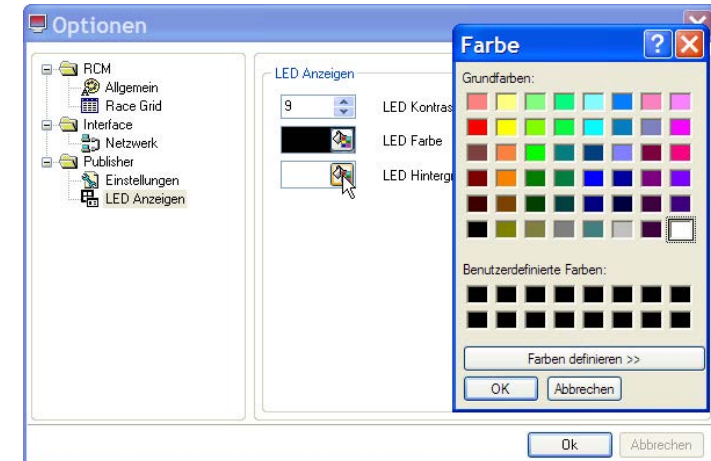 Optionen
RCM
Allgemein
Race Grid
Interface
Netzwerk
Publisher
Einstellungen
LED Anzeigen
LED Anzeigen
9
LED Kontras
LED Farbe
LED Hintergr
Farbe
Grundfarben:
Benutzerdefinierte Farben:
Farben definieren >>
OK Abbrechen
Ok Abbrechen